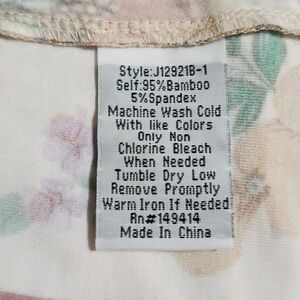 Style:J12921B-1
Self:95%Bamboo
5%Spandex
Machine Wash Cold
With like Colors
Only Non
Chlorine Bleach
When Needed
Tumble Dry Low
Remove Promptly
Warm Iron If Needed
Rn#149414
Made In China